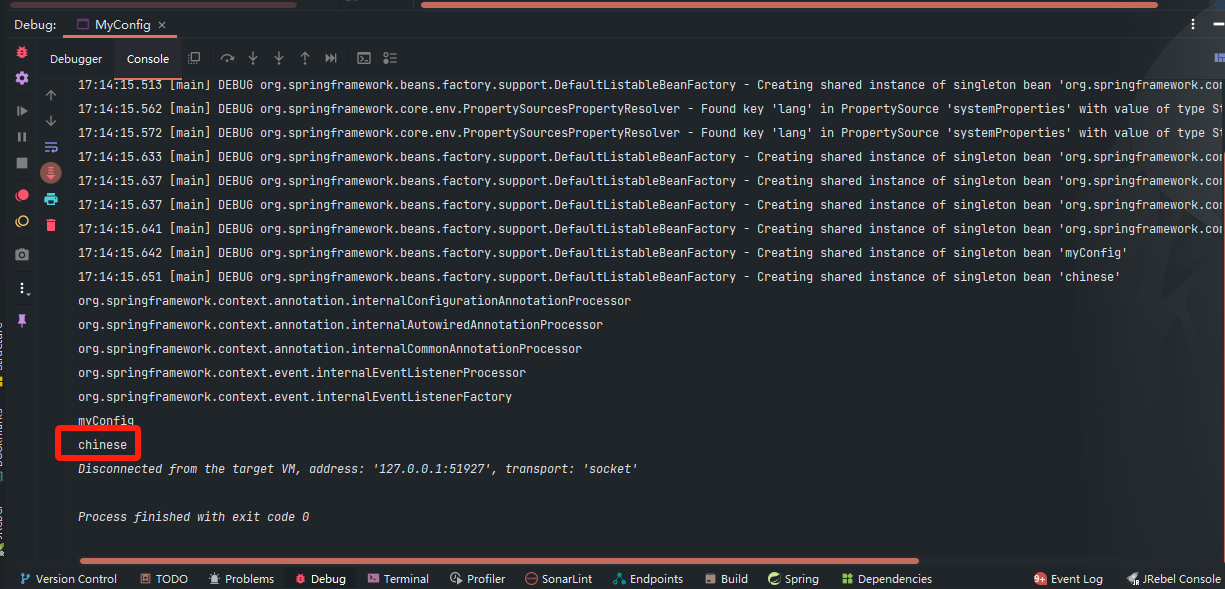 Debug: MyConfig
Debugger Console
17:14:15.513 [main] DEBUG org.springframework.beans.factory.support.DefaultListableBeanFactory - Creating shared instance of singleton bean 'org.springframework.cor
17:14:15.562 [main] DEBUG org.springframework.core.env.PropertySourcesPropertyResolver - Found key 'lang' in PropertySource 'systemProperties' with value of type St
17:14:15.572 [main] DEBUG org.springframework.core.env.PropertySourcesPropertyResolver - Found key 'lang' in PropertySource 'systemProperties' with value of type St
17:14:15.633 [main] DEBUG org.springframework.beans.factory.support.DefaultListableBeanFactory - Creating shared instance of singleton bean 'org.springframework.cor
17:14:15.637 [main] DEBUG org.springframework.beans.factory.support.DefaultListableBeanFactory - Creating shared instance of singleton bean 'org.springframework.cor
17:14:15.637 [main] DEBUG org.springframework.beans.factory.support.DefaultListableBeanFactory - Creating shared instance of singleton bean 'org.springframework.cor
17:14:15.641 [main] DEBUG org.springframework.beans.factory.support.DefaultListableBeanFactory - Creating shared instance of singleton bean 'org.springframework.cor
17:14:15.642 [main] DEBUG org.springframework.beans.factory.support.DefaultListableBeanFactory - Creating shared instance of singleton bean 'myConfig'
17:14:15.651 [main] DEBUG org.springframework.beans.factory.support.DefaultListableBeanFactory - Creating shared instance of singleton bean 'chinese'
org.springframework.context.annotation.internalConfigurationAnnotationProcessor
org.springframework.context.annotation.internalAutowiredAnnotationProcessor
org.springframework.context.annotation.internalCommonAnnotationProcessor
org.springframework.context.event.internalEventListenerProcessor
org.springframework.context.event.internalEventListenerFactory
myConfig
chinese
Disconnected from the target VM, address: '127.0.0.1:51927', transport: 'socket'
Process finished with exit code 0
Version Control TODO Problems Debug Terminal Profiler SonarLint Endpoints Build Spring Dependencies 9+ Event Log JRebel Console